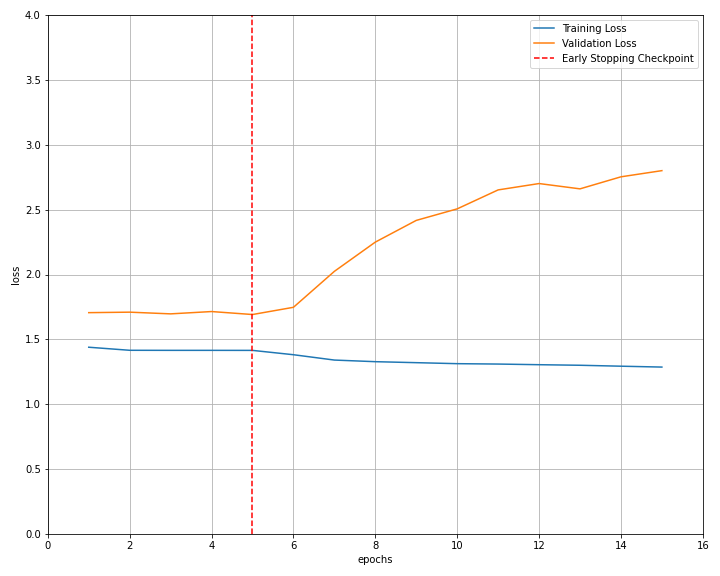 4.0
3.5
3.0
2.5
2.0
1.5
1.0
0.5
0.0
loss
Training Loss
Validation Loss
Early Stopping Checkpoint
0 2 4 6 8 10 12 14 16
epochs